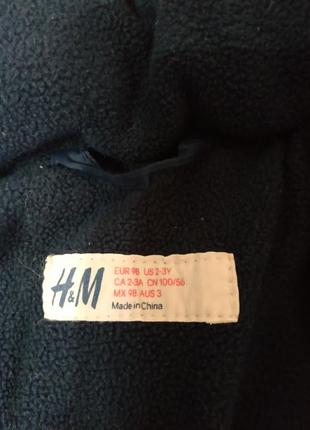 H&M
EUR 98 US 2-3Y
CA 2-3A CN 100/56
MX 98 AUS 3
Made in China